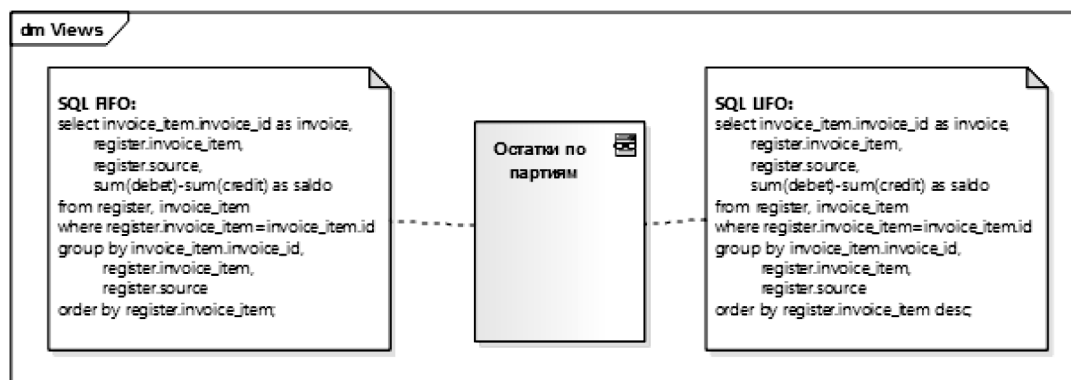 dm Views
SQL FIFO:
select invoice_item.invoice_id as invoice,
register.invoice_item,
register.source,
sum(debet)-sum(credit) as saldo
from register, invoice_item
where register.invoice_item=invoice_item.id
group by invoice_item.invoice_id,
register.invoice_item,
register.source
order by register.invoice_item;
Остатки по
партиям
SQL LIFO:
select invoice_item.invoice_id as invoice,
register.invoice_item,
register.source,
sum(debet)-sum(credit) as saldo
from register, invoice_item
where register.invoice_item=invoice_item.id
group by invoice_item.invoice_id,
register.invoice_item,
register.source
order by register.invoice_item desc;